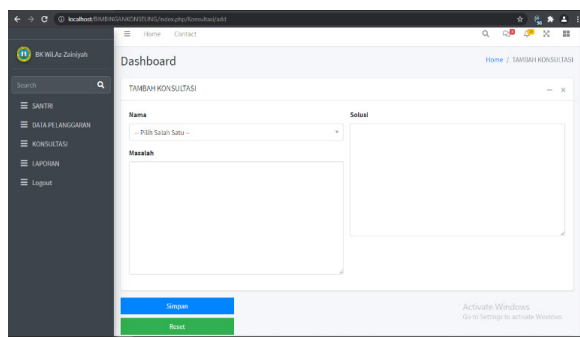 localhost/BIMBINGANKONSELING/index.php/Konsultasi/add
Home Contact
BK WiLAz Zainiyah
Dashboard
Home / TAMBAH KONSULTASI
Search
TAMBAH KONSULTASI
SANTRI
DATA PELANGGARAN
KONSULTASI
LAPORAN
Logout
Nama
Solusi
-- Pilih Salah Satu --
Masalah
Simpan
Reset
Activate Windows
Go to Settings to activate Windows.